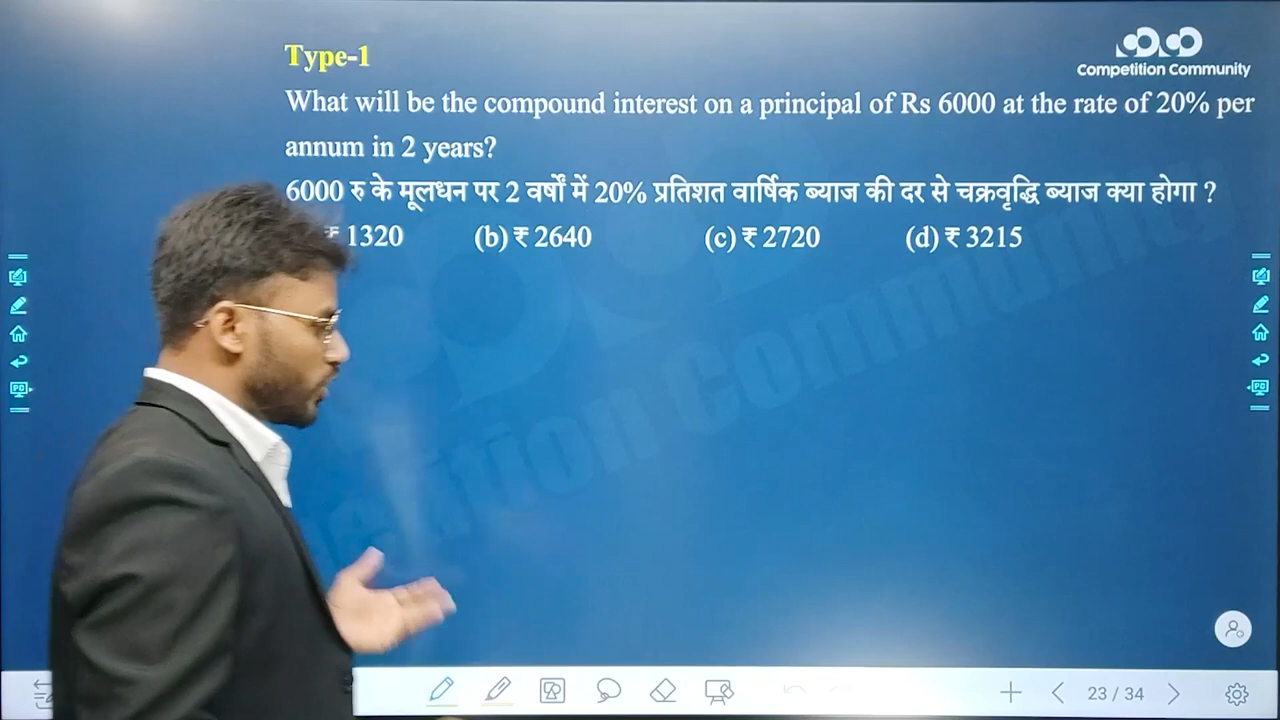 Type-1
Competition Community
What will be the compound interest on a principal of Rs 6000 at the rate of 20% per
annum in 2 years?
6000 रु के मूलधन पर 2 वर्षों में 20% प्रतिशत वार्षिक ब्याज की दर से चक्रवृद्धि ब्याज क्या होगा ?
₹ 1320 (b) ₹ 2640 (c) ₹ 2720 (d) ₹ 3215
23 / 34